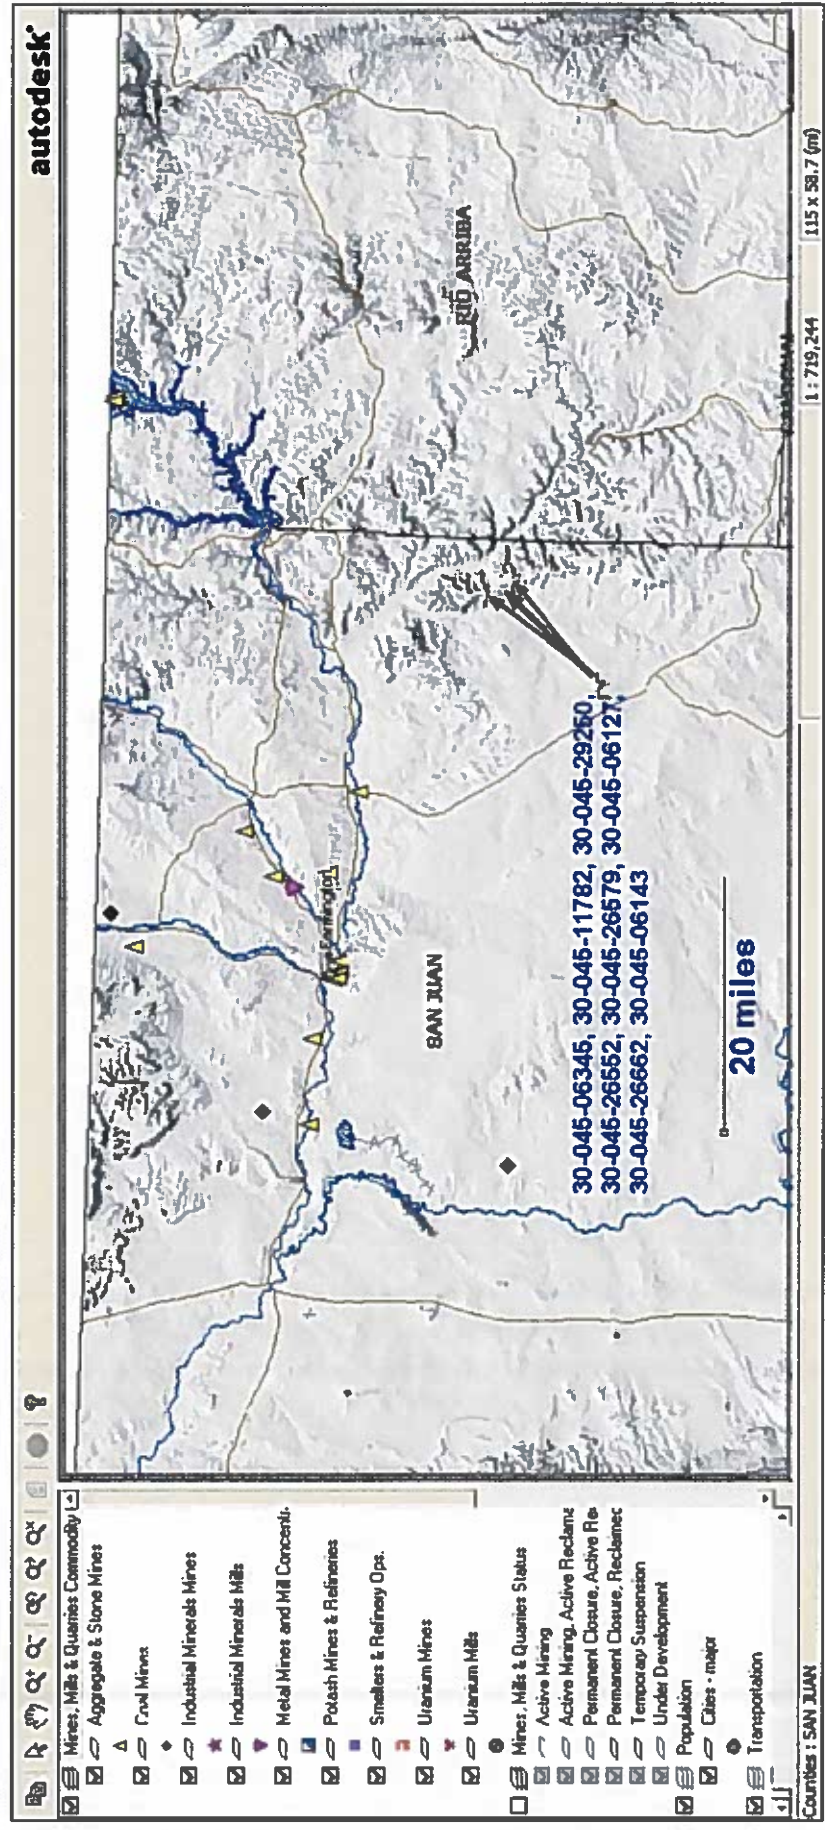 autodesk®
Mines, Mills & Quarries Commodity
Aggregate & Stone Mines
Coal Mines
Industrial Minerals Mines
Industrial Minerals Mills
Metal Mines and Mill Concentr.
Potash Mines & Refineries
Smelters & Refinery Ops.
Uranium Mines
Uranium Mills
Mines, Mill & Quarries Status
Active Mining
Active Mining, Active Reclama
Permanent Closure, Active Re
Permanent Closure, Reclaimed
Temporary Suspension
Under Development
Population
Cities - major
Transportation
Farmington
SAN JUAN
RIO ARRIBA
30-045-06345, 30-045-11782, 30-045-29250,
30-045-26552, 30-045-26579, 30-045-06127,
30-045-26662, 30-045-06143
20 miles
Counties : SAN JUAN
1 : 719,244
115 x 58.7 (mi)